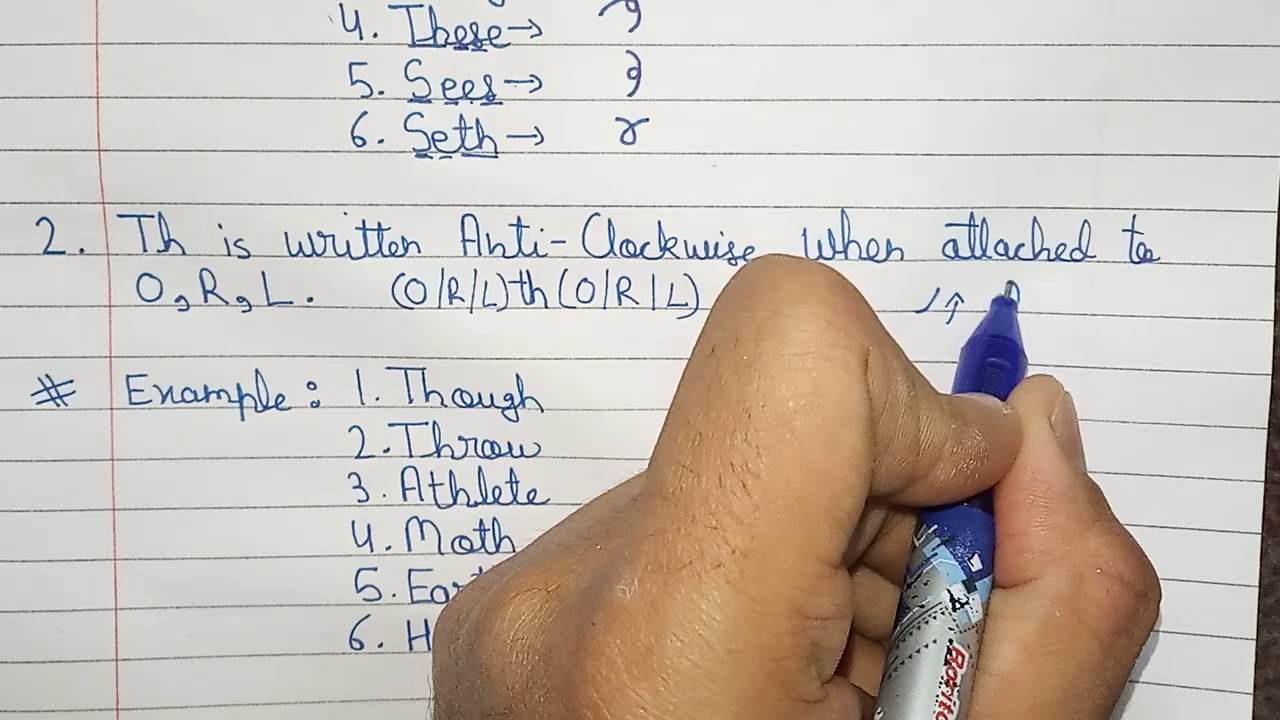 4. These →
5. Sees →
6. Seth →
2. Th is written Anti-Clockwise when attached to
O, R, L. (O/R/L)th(O/R/L)
# Example: 1. Though
2. Throw
3. Athlete
4. Moth
5.
6.